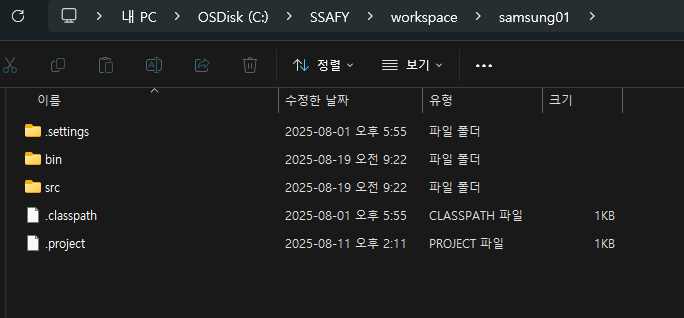 내 PC > OSDisk (C:) > SSAFY > workspace > samsung01 >
정렬 보기 ...
이름 수정한 날짜 유형 크기
.settings 2025-08-01 오후 5:55 파일 폴더
bin 2025-08-19 오전 9:22 파일 폴더
src 2025-08-19 오전 9:22 파일 폴더
.classpath 2025-08-01 오후 5:55 CLASSPATH 파일 1KB
.project 2025-08-11 오후 2:11 PROJECT 파일 1KB